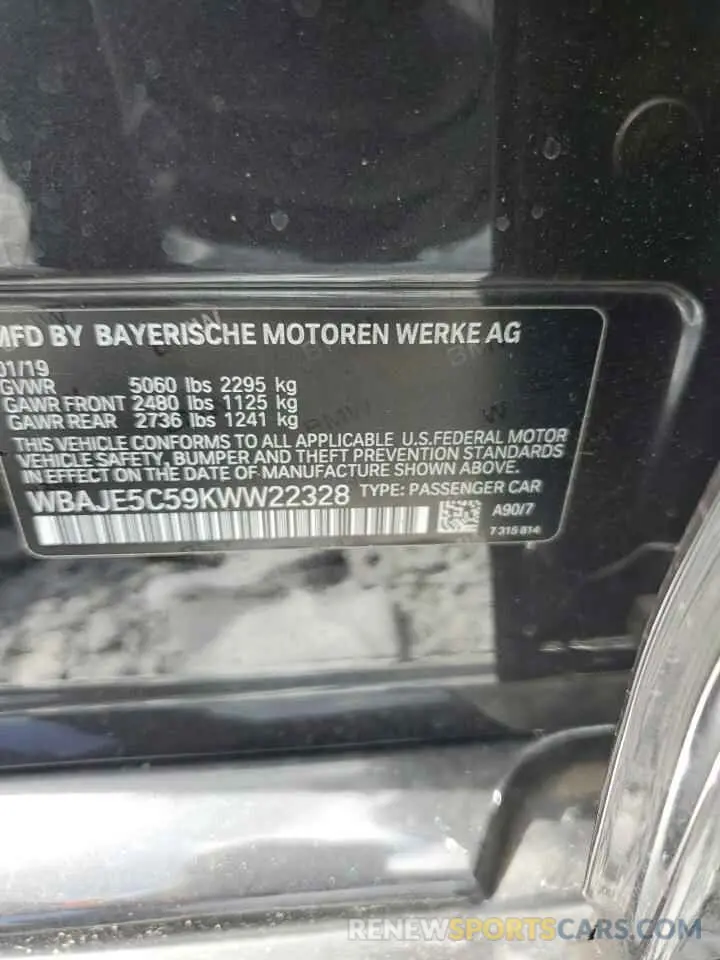 MFD BY BAYERISCHE MOTOREN WERKE AG
01/19
GVWR 5060 lbs 2295 kg
GAWR FRONT 2480 lbs 1125 kg
GAWR REAR 2736 lbs 1241 kg
THIS VEHICLE CONFORMS TO ALL APPLICABLE U.S.FEDERAL MOTOR
VEHICLE SAFETY, BUMPER AND THEFT PREVENTION STANDARDS
IN EFFECT ON THE DATE OF MANUFACTURE SHOWN ABOVE.
WBAJE5C59KWW22328 TYPE: PASSENGER CAR
A90/7
7 315 814
RENEWSPORTSCARS.COM